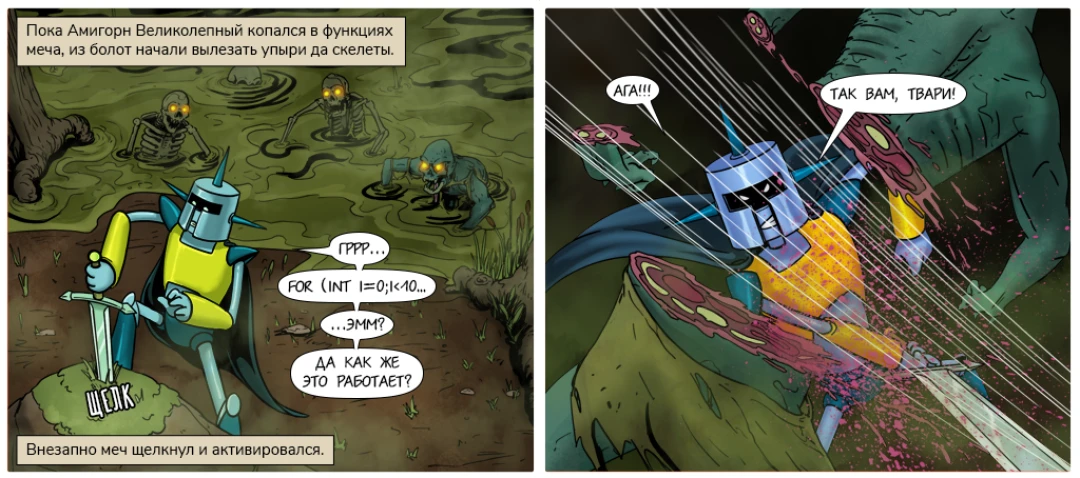 Пока Амигорн Великолепный копался в функциях
меча, из болот начали вылезать упыри да скелеты.
ГРРР...
FOR (INT I=0;I<10...
...ЭММ?
ДА КАК ЖЕ
ЭТО РАБОТАЕТ?
ЩЕЛК
Внезапно меч щелкнул и активировался.
АГА!!!
ТАК ВАМ, ТВАРИ!